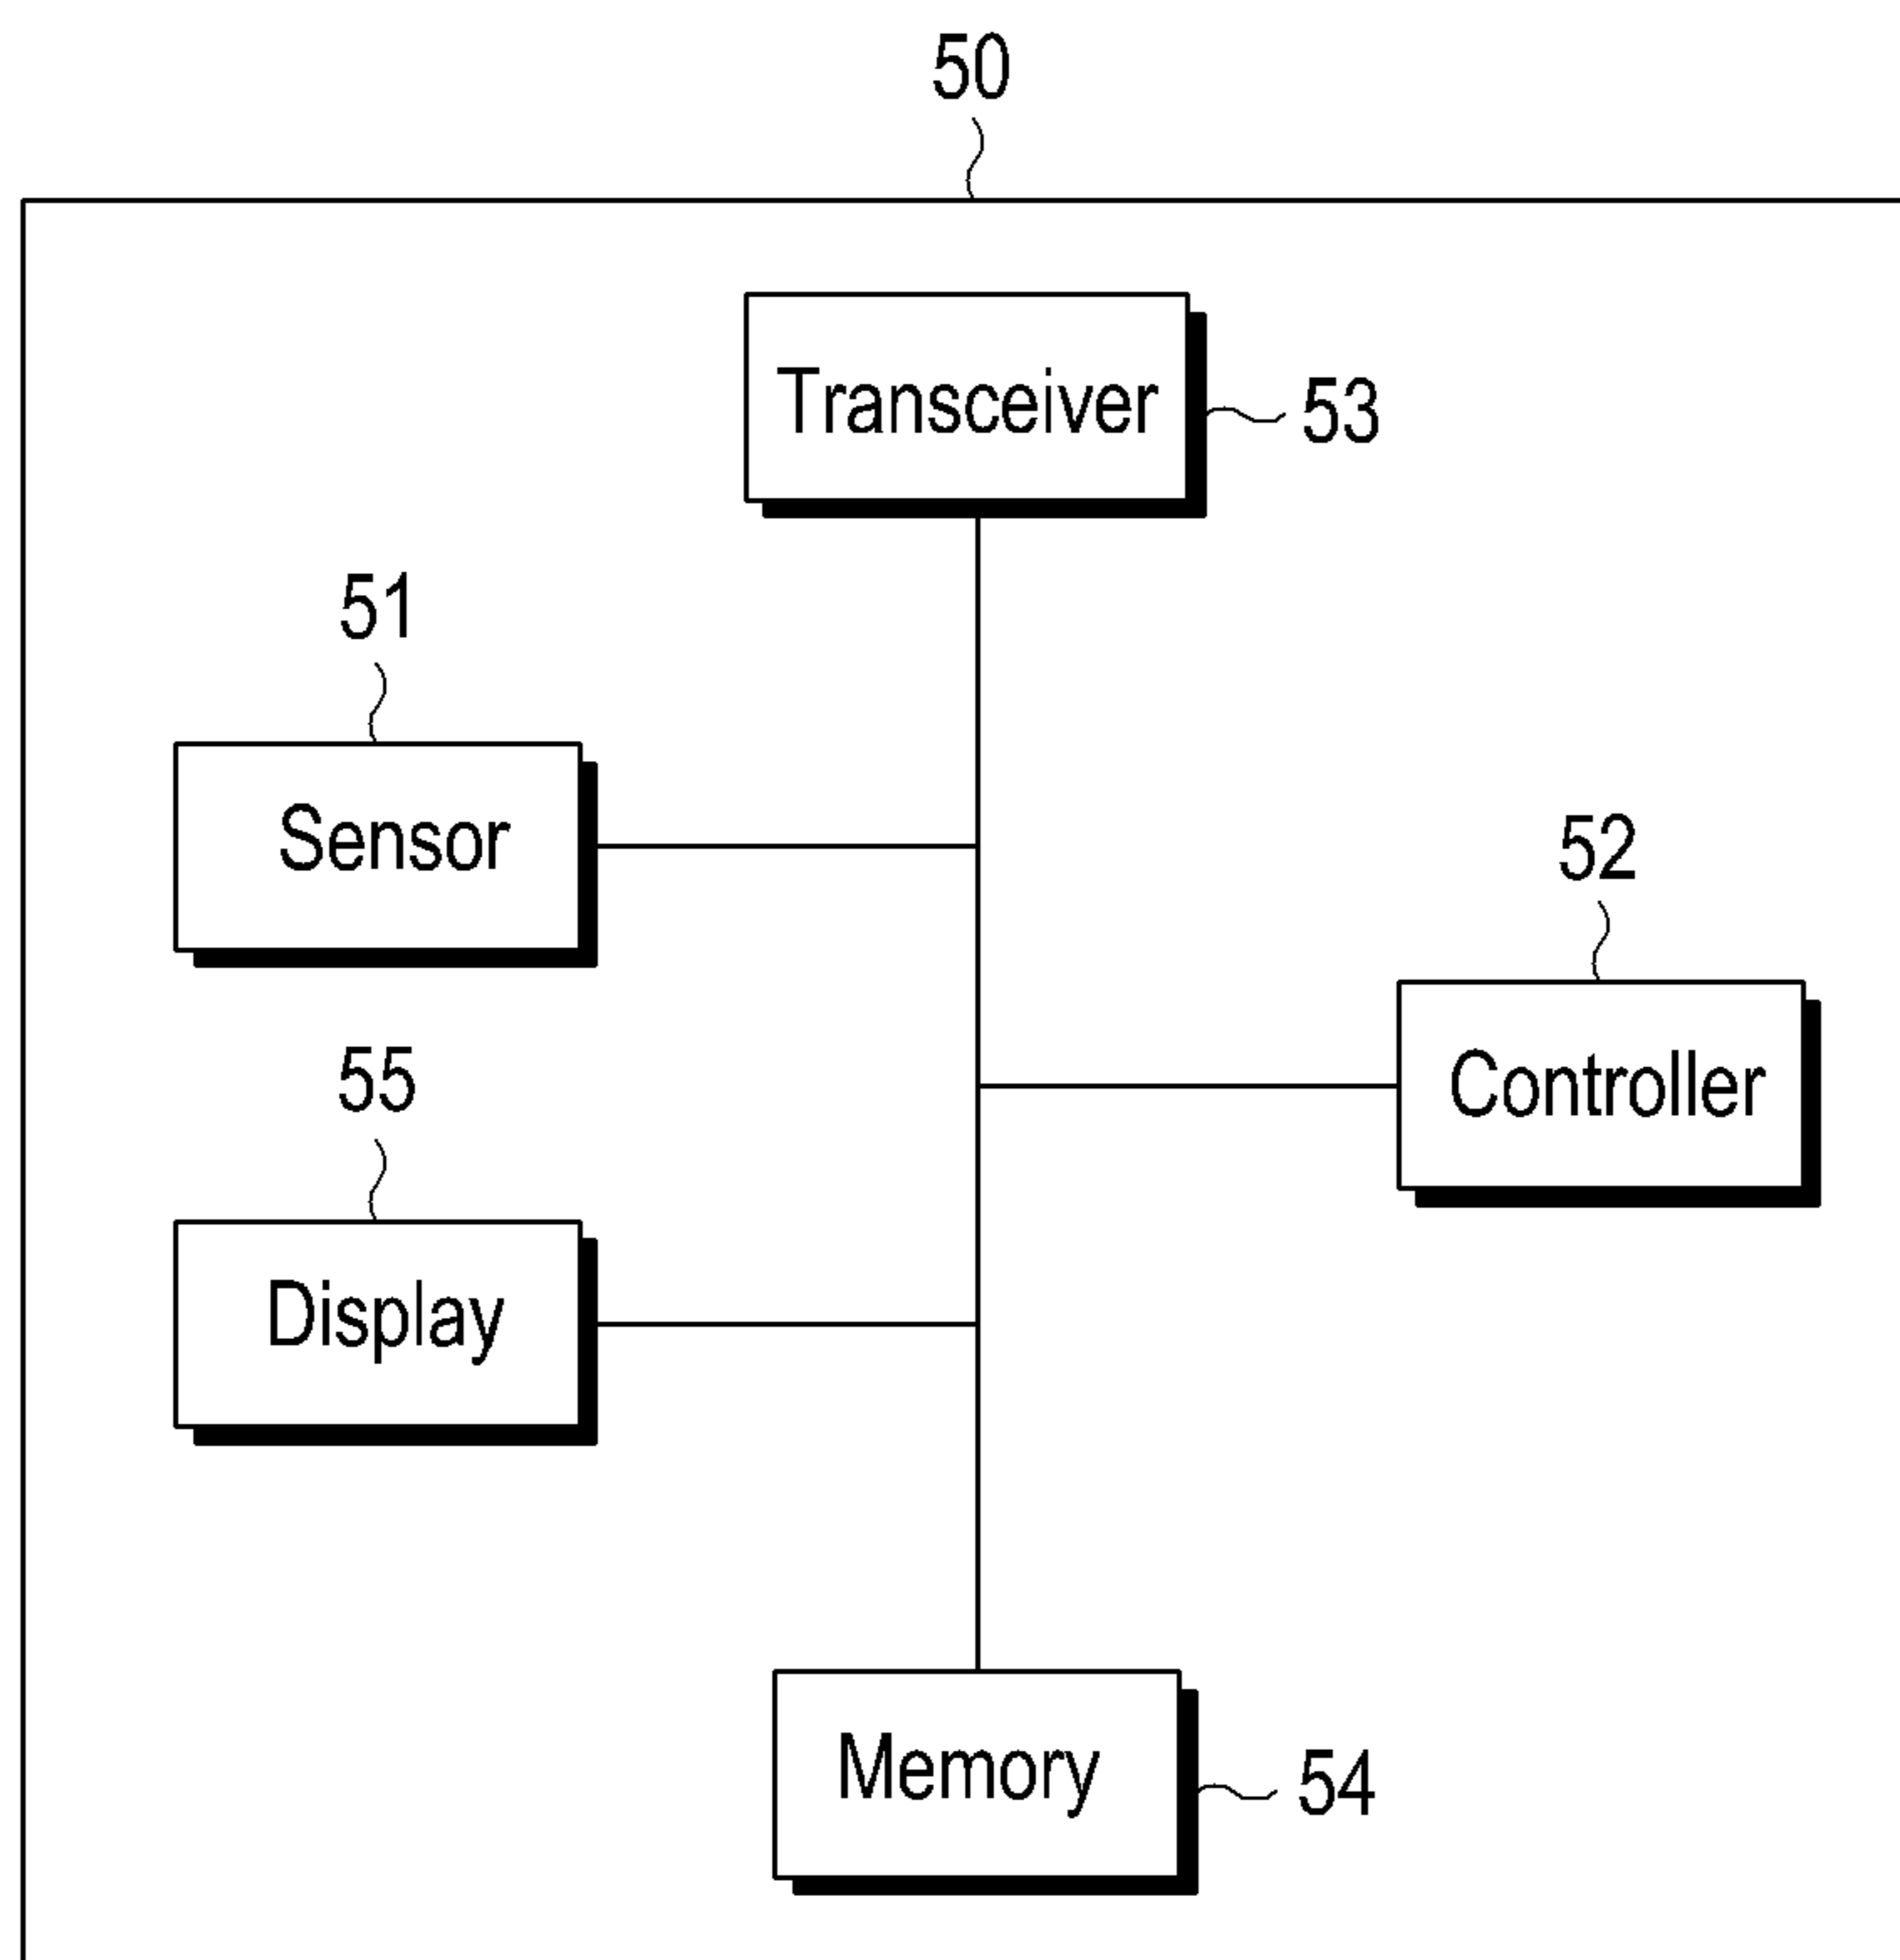 50
Transceiver
53
51
Sensor
52
Controller
55
Display
Memory
54